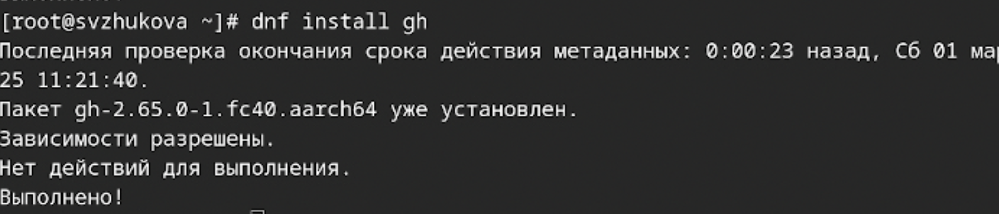 [root@svzhukova ~]# dnf install gh
Последняя проверка окончания срока действия метаданных: 0:00:23 назад, Сб 01 мар
25 11:21:40.
Пакет gh-2.65.0-1.fc40.aarch64 уже установлен.
Зависимости разрешены.
Нет действий для выполнения.
Выполнено!